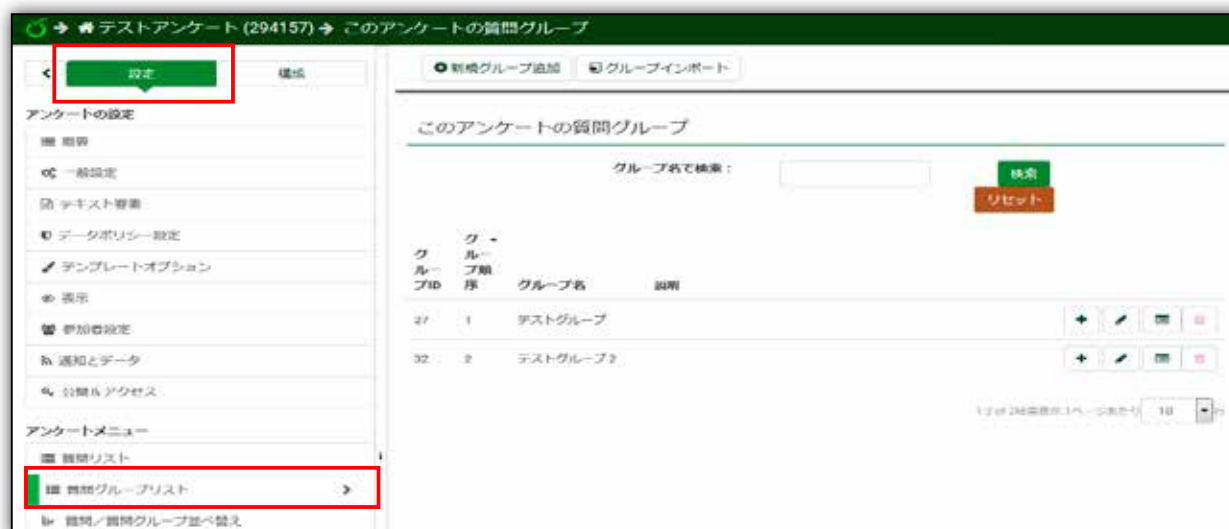 テストアンケート (294157) このアンケートの質問グループ
設定 構成
新規グループ追加 グループインポート
アンケートの設定
概要
一般設定
テキスト要素
データポリシー設定
テンプレートオプション
表示
参加者設定
通知とデータ
公開&アクセス
アンケートメニュー
質問リスト
質問グループリスト
質問/質問グループ並べ替え
このアンケートの質問グループ
グループ名で検索:
検索
リセット
グループID グループ順序 グループ名 説明
27 1 テストグループ
32 2 テストグループ2
10